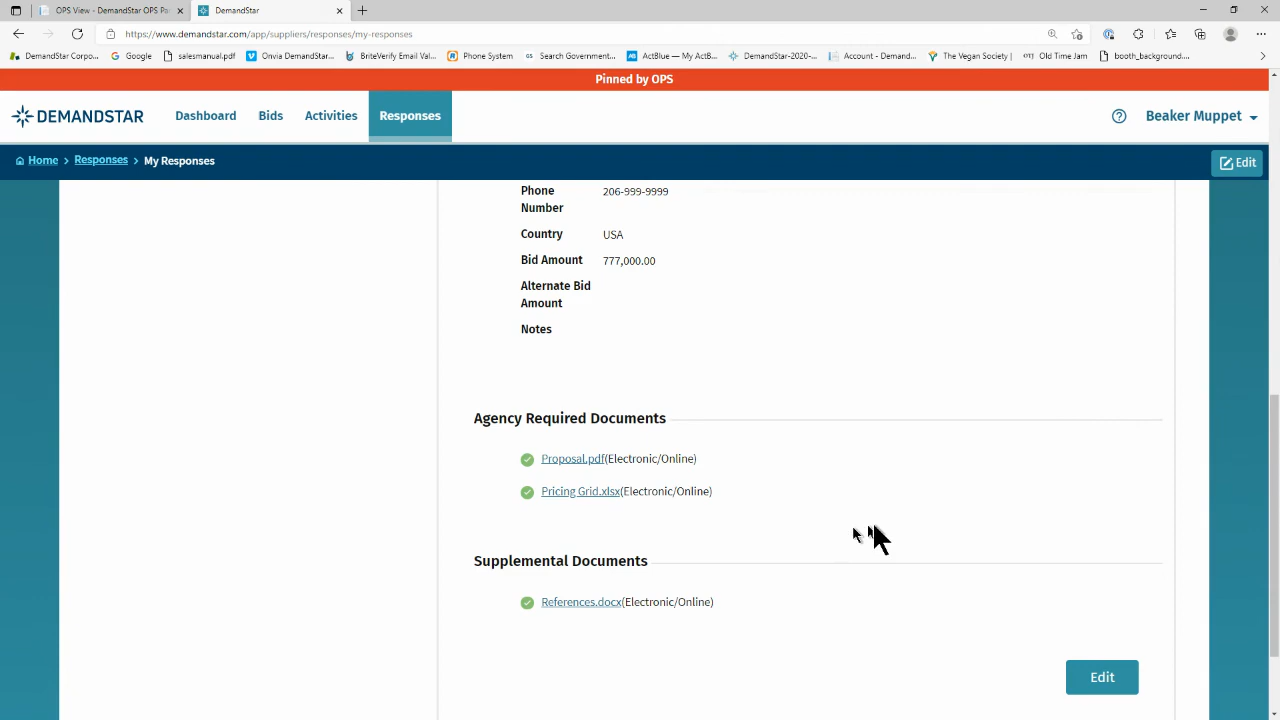 OPS View - DemandStar OPS Pa
DemandStar
https://www.demandstar.com/app/suppliers/responses/my-responses
DemandStar Corpo...
Google
salesmanual.pdf
Onvia DemandStar...
BriteVerify Email Val...
Phone System
Search Government...
ActBlue — My ActB...
DemandStar-2020-...
Account - Demand...
The Vegan Society |
Old Time Jam
booth_background....
Pinned by OPS
DEMANDSTAR
Dashboard
Bids
Activities
Responses
Beaker Muppet
Home > Responses > My Responses
Edit
Phone Number
206-999-9999
Country
USA
Bid Amount
777,000.00
Alternate Bid Amount
Notes
Agency Required Documents
Proposal.pdf(Electronic/Online)
Pricing Grid.xlsx(Electronic/Online)
Supplemental Documents
References.docx(Electronic/Online)
Edit